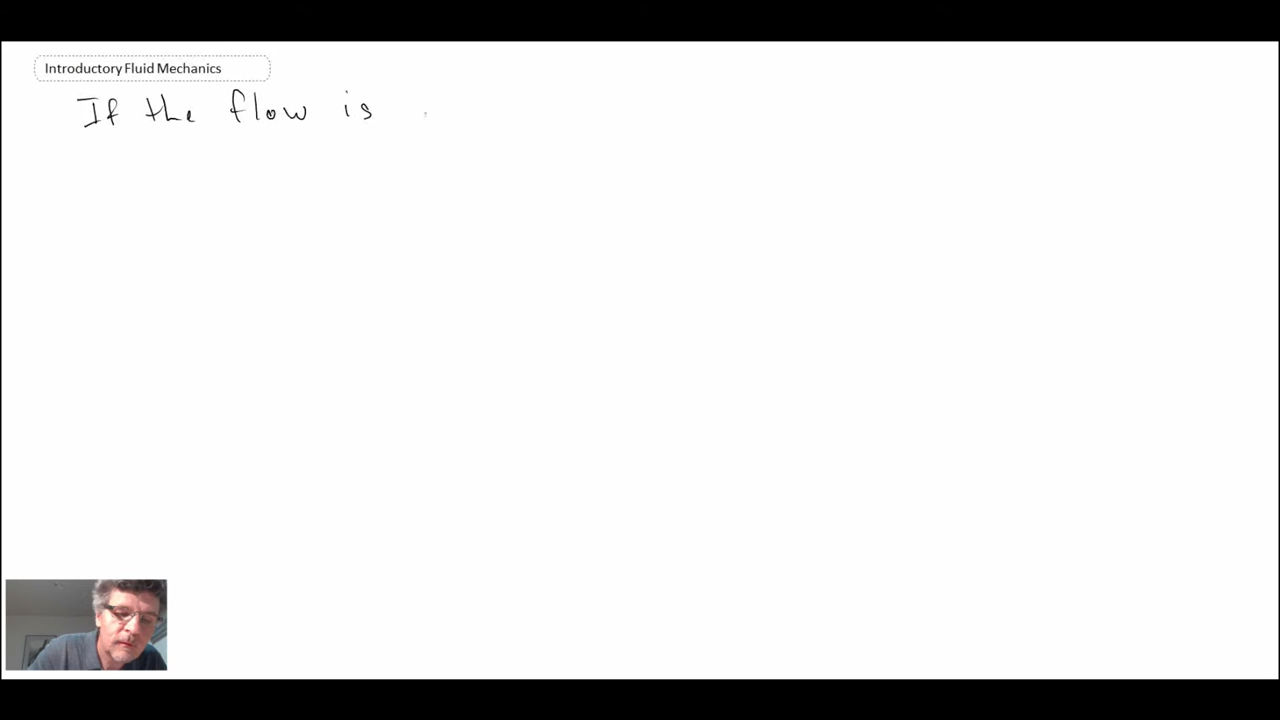 Introductory Fluid Mechanics
If the flow is